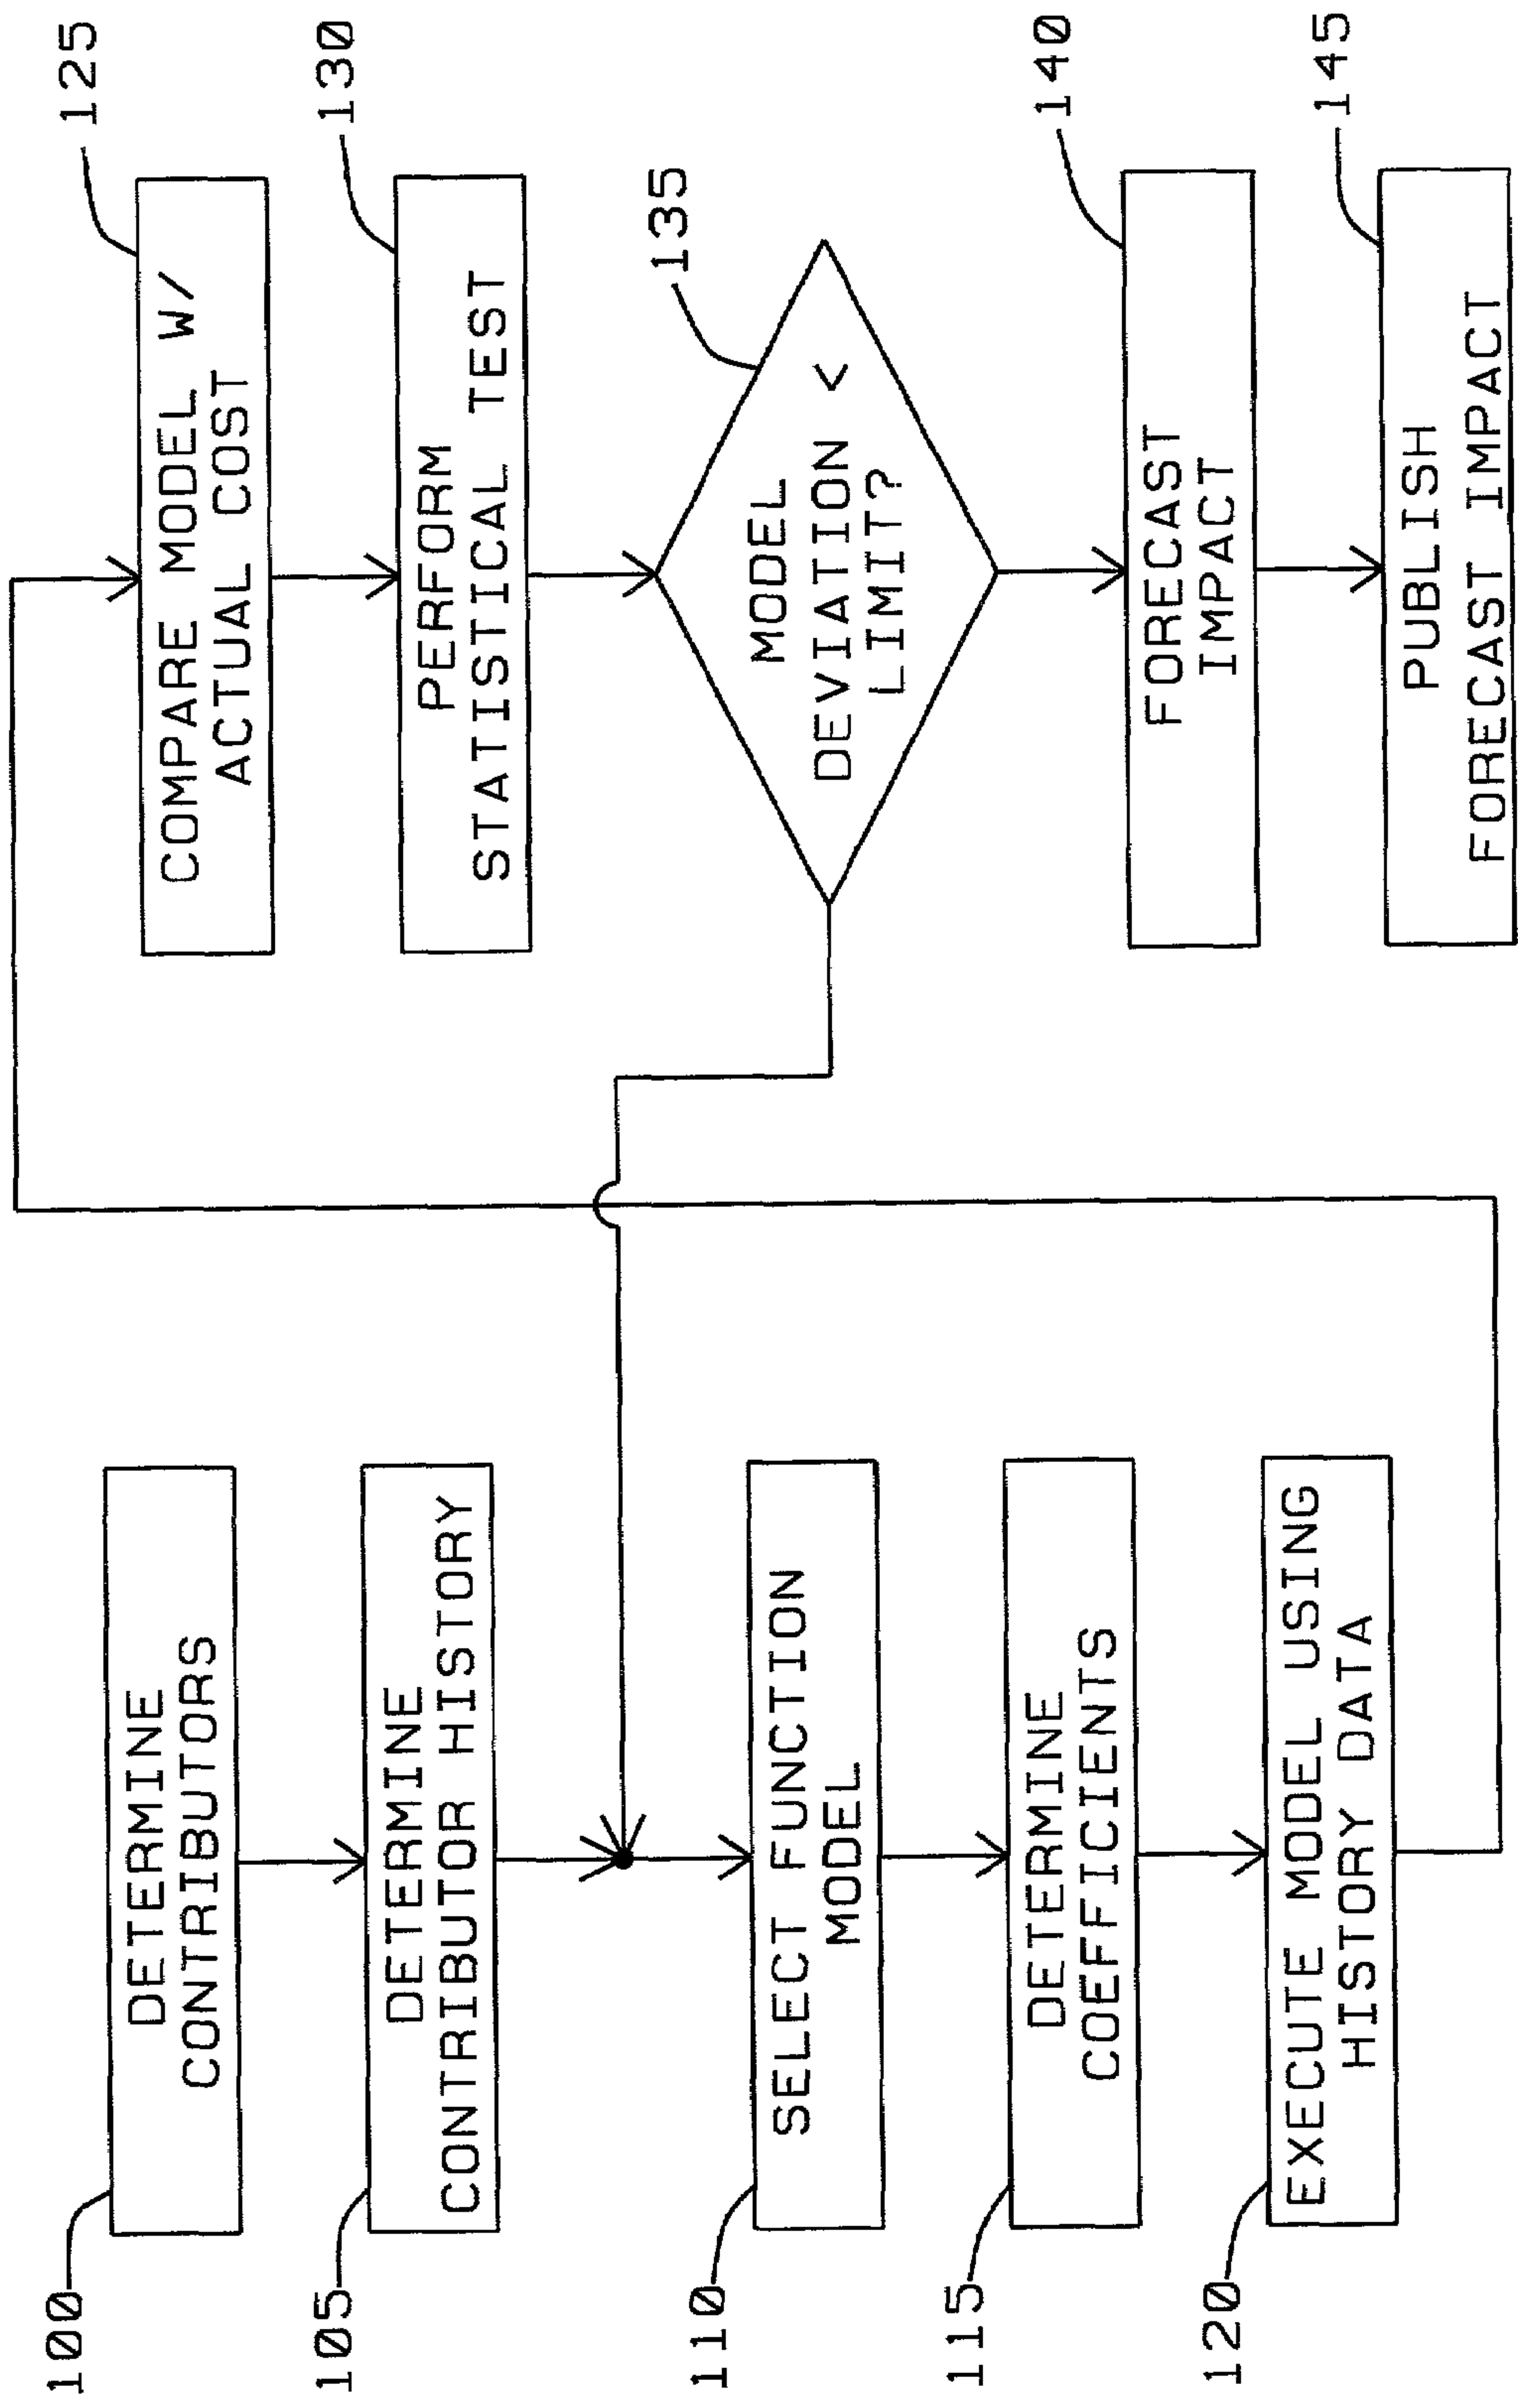 100
DETERMINE
CONTRIBUTORS
105
DETERMINE
CONTRIBUTOR HISTORY
110
SELECT FUNCTION
MODEL
115
DETERMINE
COEFFICIENTS
120
EXECUTE MODEL USING
HISTORY DATA
125
COMPARE MODEL W/
ACTUAL COST
130
PERFORM
STATISTICAL TEST
135
MODEL
DEVIATION <
LIMIT?
140
FORECAST
IMPACT
145
PUBLISH
FORECAST IMPACT